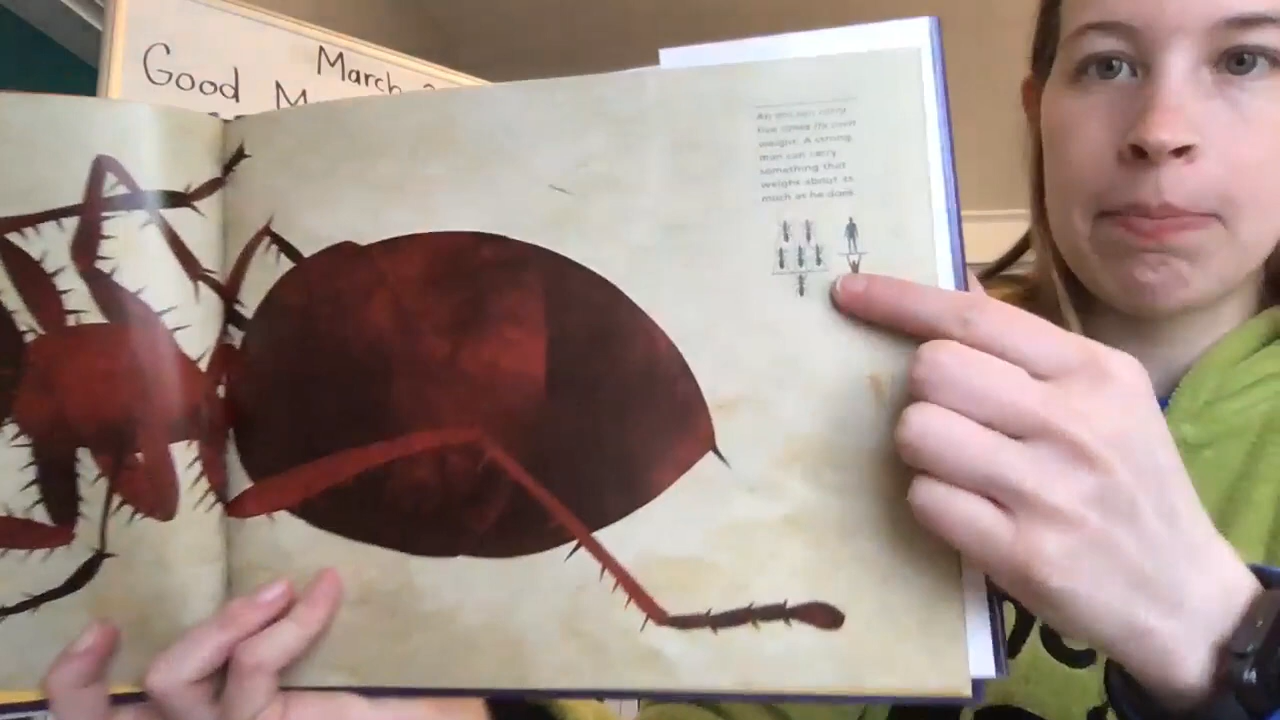 March
Good M
An ant can carry
five times its own
weight. A strong
man can carry
something that
weighs about as
much as he does.